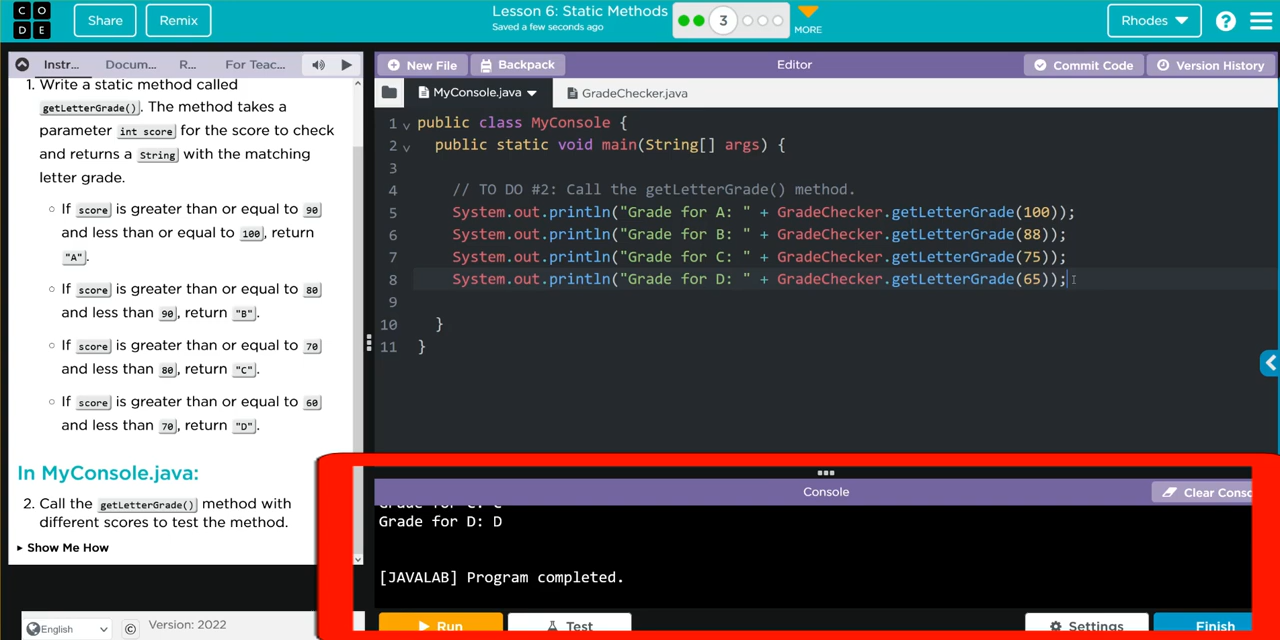 C O
D E
Share
Remix
Lesson 6: Static Methods
Saved a few seconds ago
3
MORE
Rhodes
?
Instr...
Docum...
R...
For Teac...
1. Write a static method called
getLetterGrade(). The method takes a
parameter int score for the score to check
and returns a String with the matching
letter grade.
If score is greater than or equal to 90
and less than or equal to 100, return
"A".
If score is greater than or equal to 80
and less than 90, return "B".
If score is greater than or equal to 70
and less than 80, return "C".
If score is greater than or equal to 60
and less than 70, return "D".
In MyConsole.java:
2. Call the getLetterGrade() method with
different scores to test the method.
Show Me How
English
©
Version: 2022
New File
Backpack
Editor
Commit Code
Version History
MyConsole.java
GradeChecker.java
1 public class MyConsole {
2 public static void main(String[] args) {
3
4 // TO DO #2: Call the getLetterGrade() method.
5 System.out.println("Grade for A: " + GradeChecker.getLetterGrade(100));
6 System.out.println("Grade for B: " + GradeChecker.getLetterGrade(88));
7 System.out.println("Grade for C: " + GradeChecker.getLetterGrade(75));
8 System.out.println("Grade for D: " + GradeChecker.getLetterGrade(65));
9
10 }
11 }
Console
Clear Conso
Grade for C: C
Grade for D: D
[JAVALAB] Program completed.
Run
Test
Settings
Finish